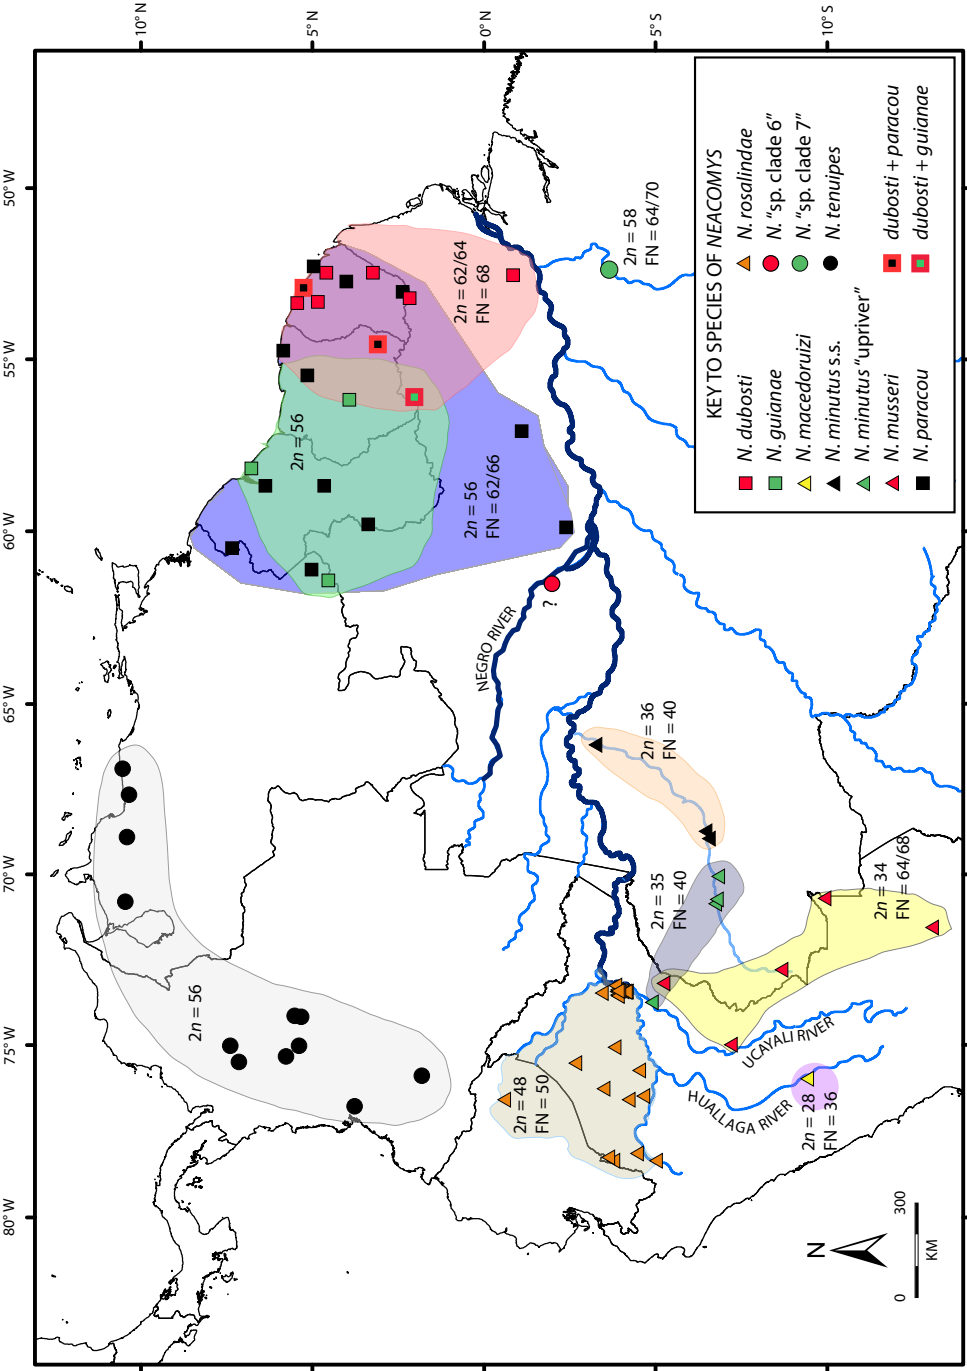 80° W
75° W
70° W
65° W
60° W
55° W
50° W
10° N
5° N
0° N
5° S
10° S
2n = 56
2n = 56
2n = 62/64
FN = 68
2n = 56
FN = 62/66
2n = 58
FN = 64/70
NEGRO RIVER
?
2n = 48
FN = 50
2n = 35
FN = 40
2n = 36
FN = 40
2n = 34
FN = 64/68
UCAYALI RIVER
HUALLAGA RIVER
2n = 28
FN = 36
N
0
300
KM
KEY TO SPECIES OF NEACOMYS
N. dubosti
N. guianae
N. macedoruizi
N. minutus s.s.
N. minutus “upriver”
N. musseri
N. paracou
N. rosalindae
N. “sp. clade 6”
N. “sp. clade 7”
N. tenuipes
dubosti + paracou
dubosti + guianae